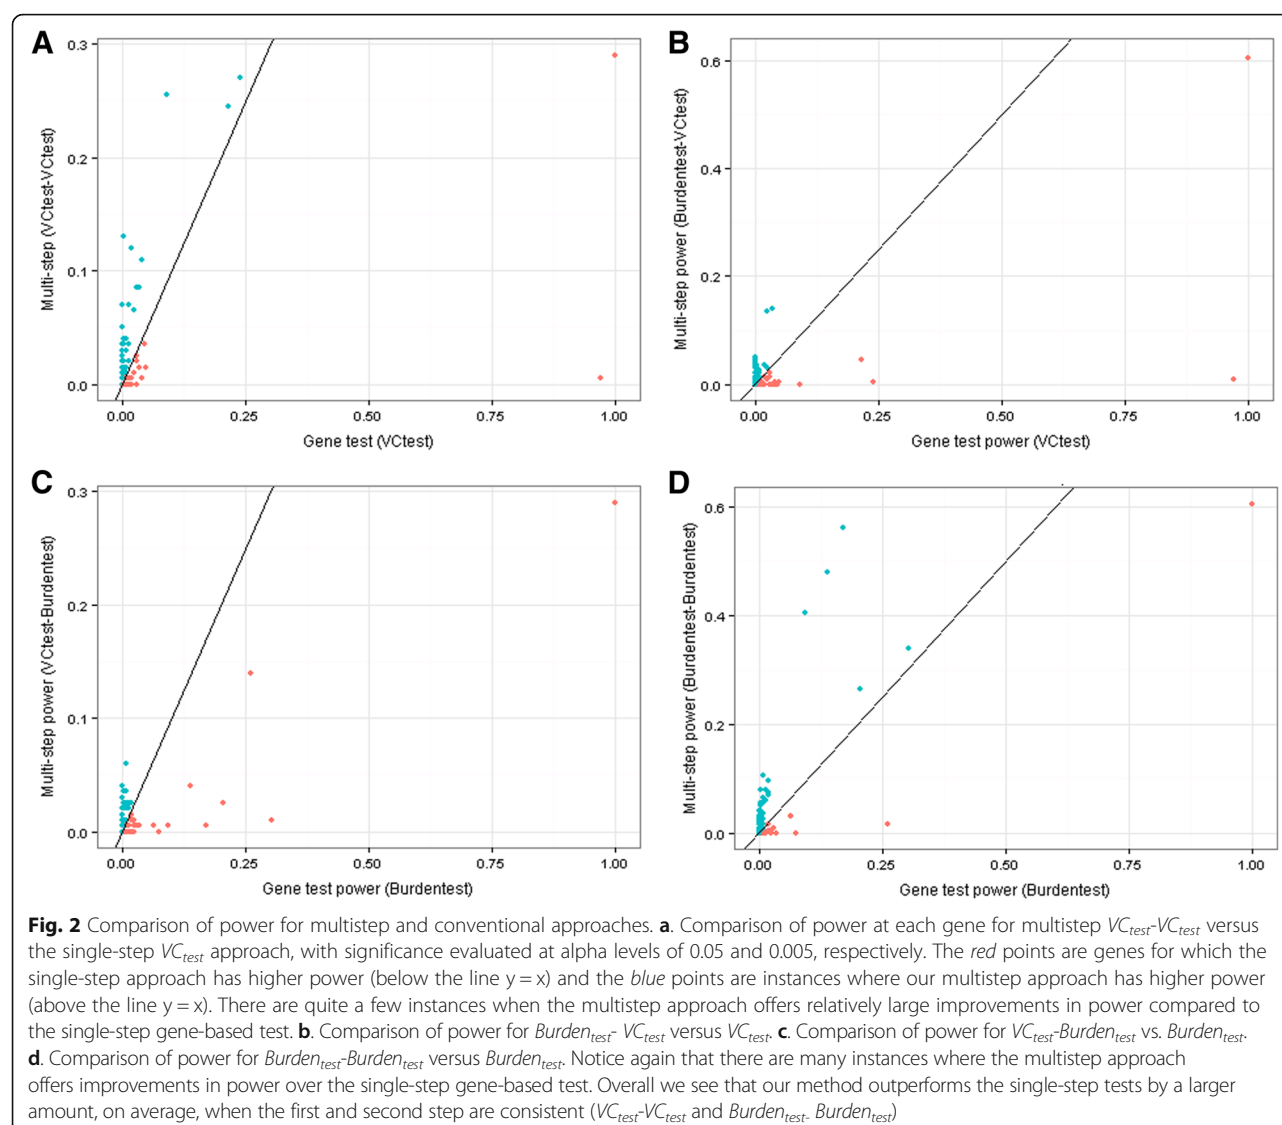 A
B
0.3
0.2
0.1
0.0
Multi-step (VCtest-VCtest)
0.00 0.25 0.50 0.75 1.00
Gene test (VCtest)
0.6
0.4
0.2
0.0
Multi-step power (Burdentest-VCtest)
0.00 0.25 0.50 0.75 1.00
Gene test power (VCtest)
C
D
0.3
0.2
0.1
0.0
Multi-step power (VCtest-Burdentest)
0.00 0.25 0.50 0.75 1.00
Gene test power (Burdentest)
0.6
0.4
0.2
0.0
Multi-step power (Burdentest-Burdentest)
0.00 0.25 0.50 0.75 1.00
Gene test power (Burdentest)
Fig. 2 Comparison of power for multistep and conventional approaches. a. Comparison of power at each gene for multistep VCtest-VCtest versus
the single-step VCtest approach, with significance evaluated at alpha levels of 0.05 and 0.005, respectively. The red points are genes for which the
single-step approach has higher power (below the line y = x) and the blue points are instances where our multistep approach has higher power
(above the line y = x). There are quite a few instances when the multistep approach offers relatively large improvements in power compared to
the single-step gene-based test. b. Comparison of power for Burdentest- VCtest versus VCtest. c. Comparison of power for VCtest-Burdentest vs. Burdentest.
d. Comparison of power for Burdentest-Burdentest versus Burdentest. Notice again that there are many instances where the multistep approach
offers improvements in power over the single-step gene-based test. Overall we see that our method outperforms the single-step tests by a larger
amount, on average, when the first and second step are consistent (VCtest-VCtest and Burdentest- Burdentest)